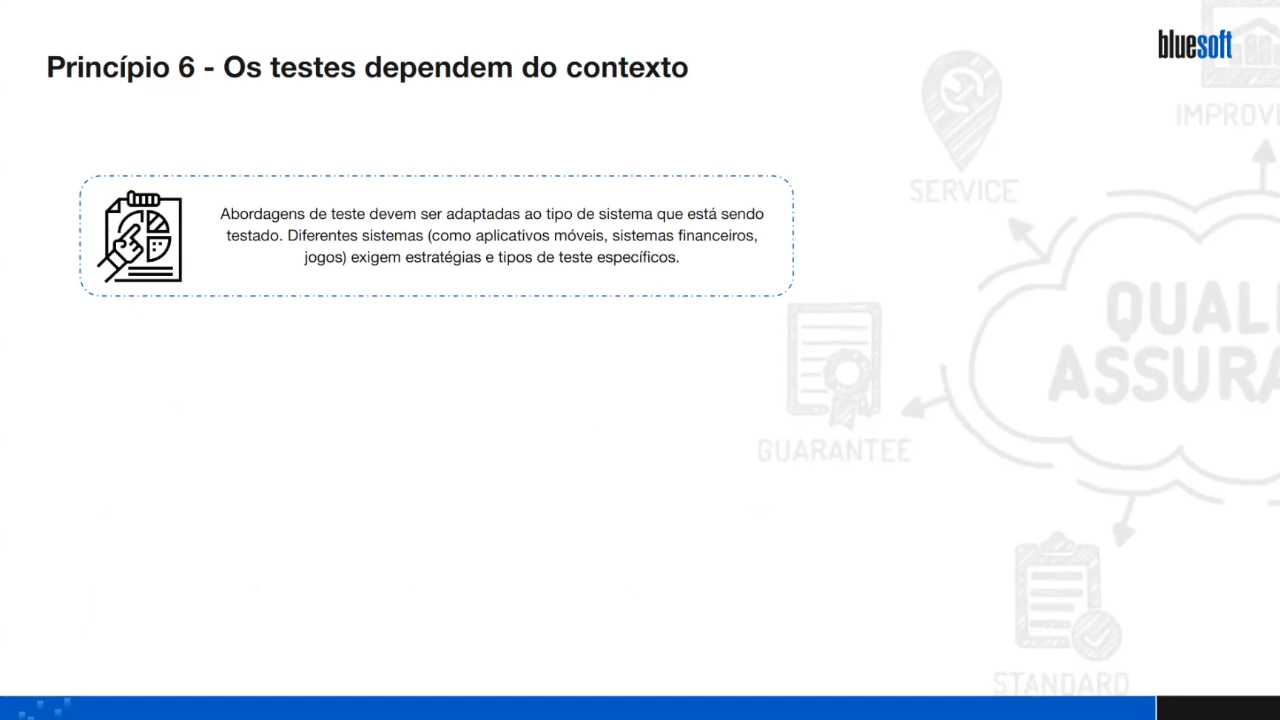 Princípio 6 - Os testes dependem do contexto
bluesoft
Abordagens de teste devem ser adaptadas ao tipo de sistema que está sendo
testado. Diferentes sistemas (como aplicativos móveis, sistemas financeiros,
jogos) exigem estratégias e tipos de teste específicos.
SERVICE
IMPROV
QUALI
ASSURA
GUARANTEE
STANDARD